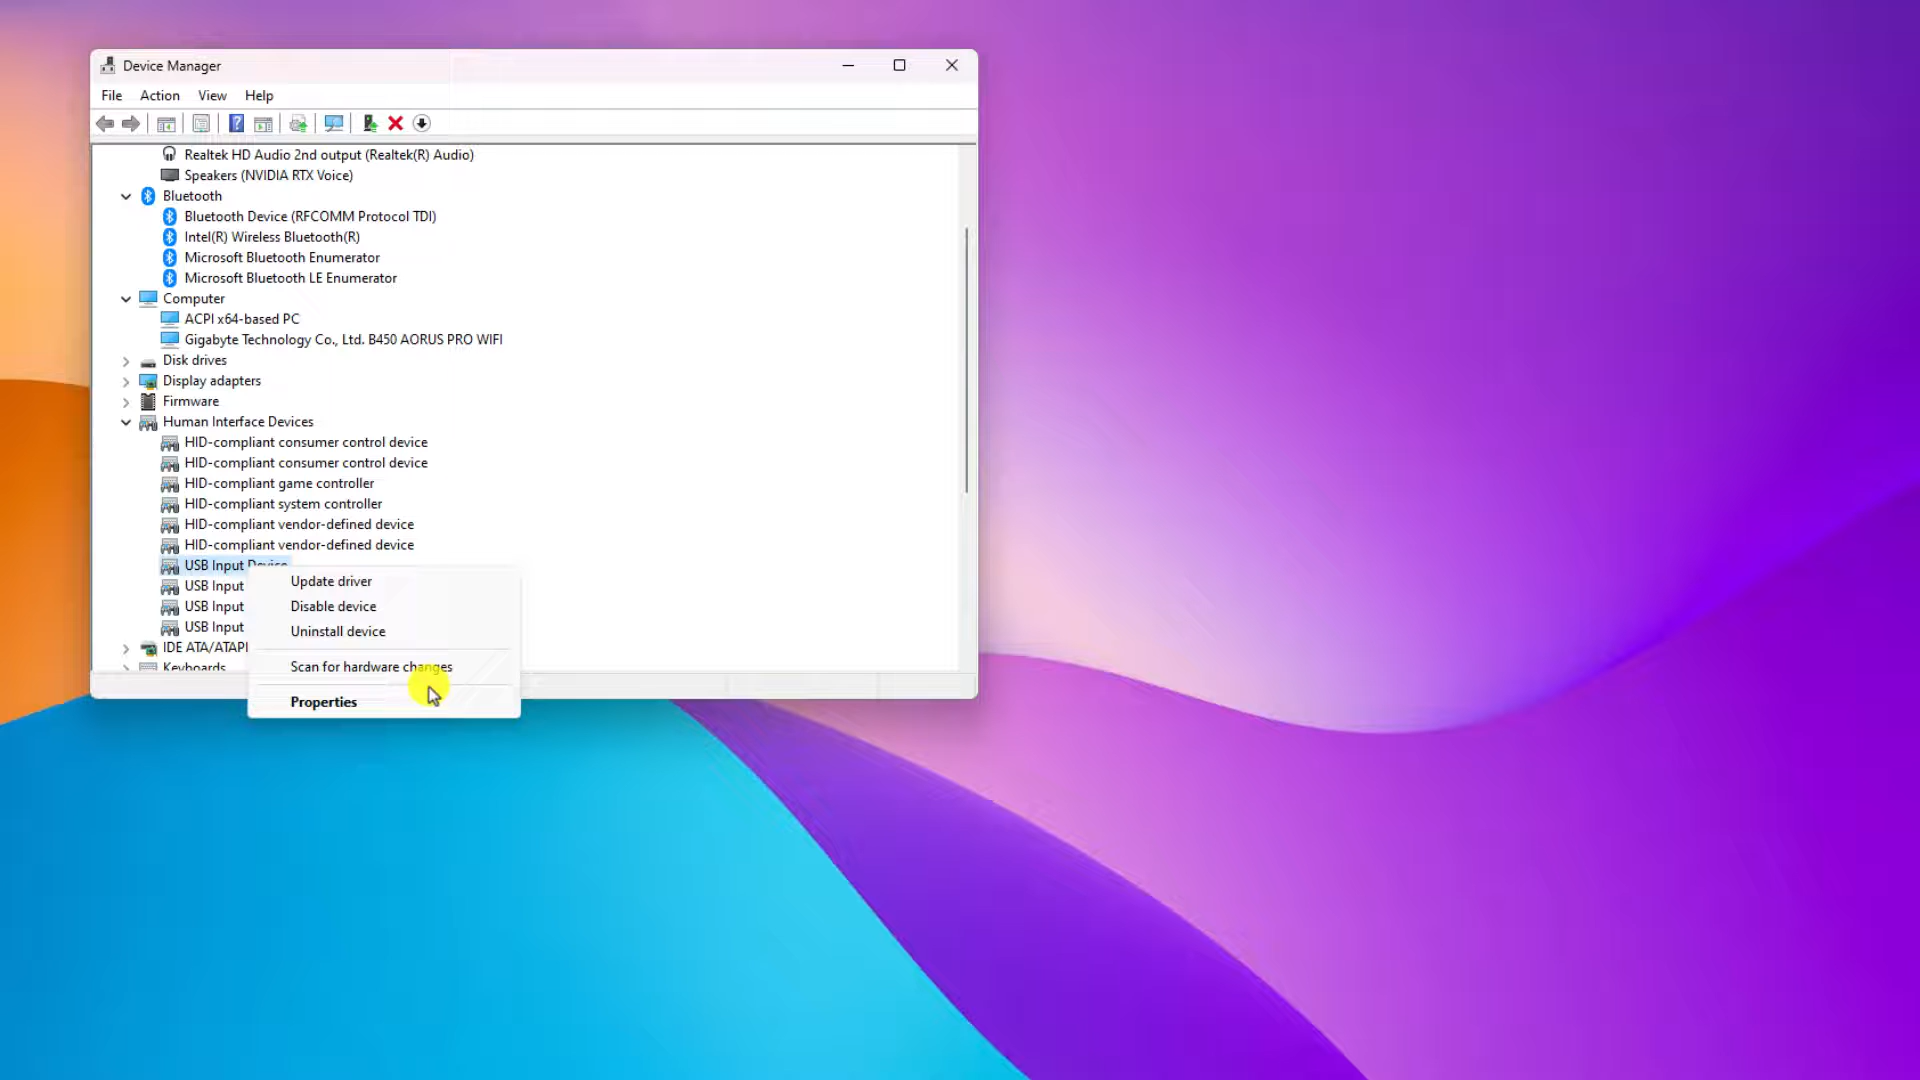 Device Manager
File Action View Help
Realtek HD Audio 2nd output (Realtek(R) Audio)
Speakers (NVIDIA RTX Voice)
Bluetooth
Bluetooth Device (RFCOMM Protocol TDI)
Intel(R) Wireless Bluetooth(R)
Microsoft Bluetooth Enumerator
Microsoft Bluetooth LE Enumerator
Computer
ACPI x64-based PC
Gigabyte Technology Co., Ltd. B450 AORUS PRO WIFI
Disk drives
Display adapters
Firmware
Human Interface Devices
HID-compliant consumer control device
HID-compliant consumer control device
HID-compliant game controller
HID-compliant system controller
HID-compliant vendor-defined device
HID-compliant vendor-defined device
USB Input Device
USB Input
USB Input
USB Input
IDE ATA/ATAPI
Keyboards
Update driver
Disable device
Uninstall device
Scan for hardware changes
Properties